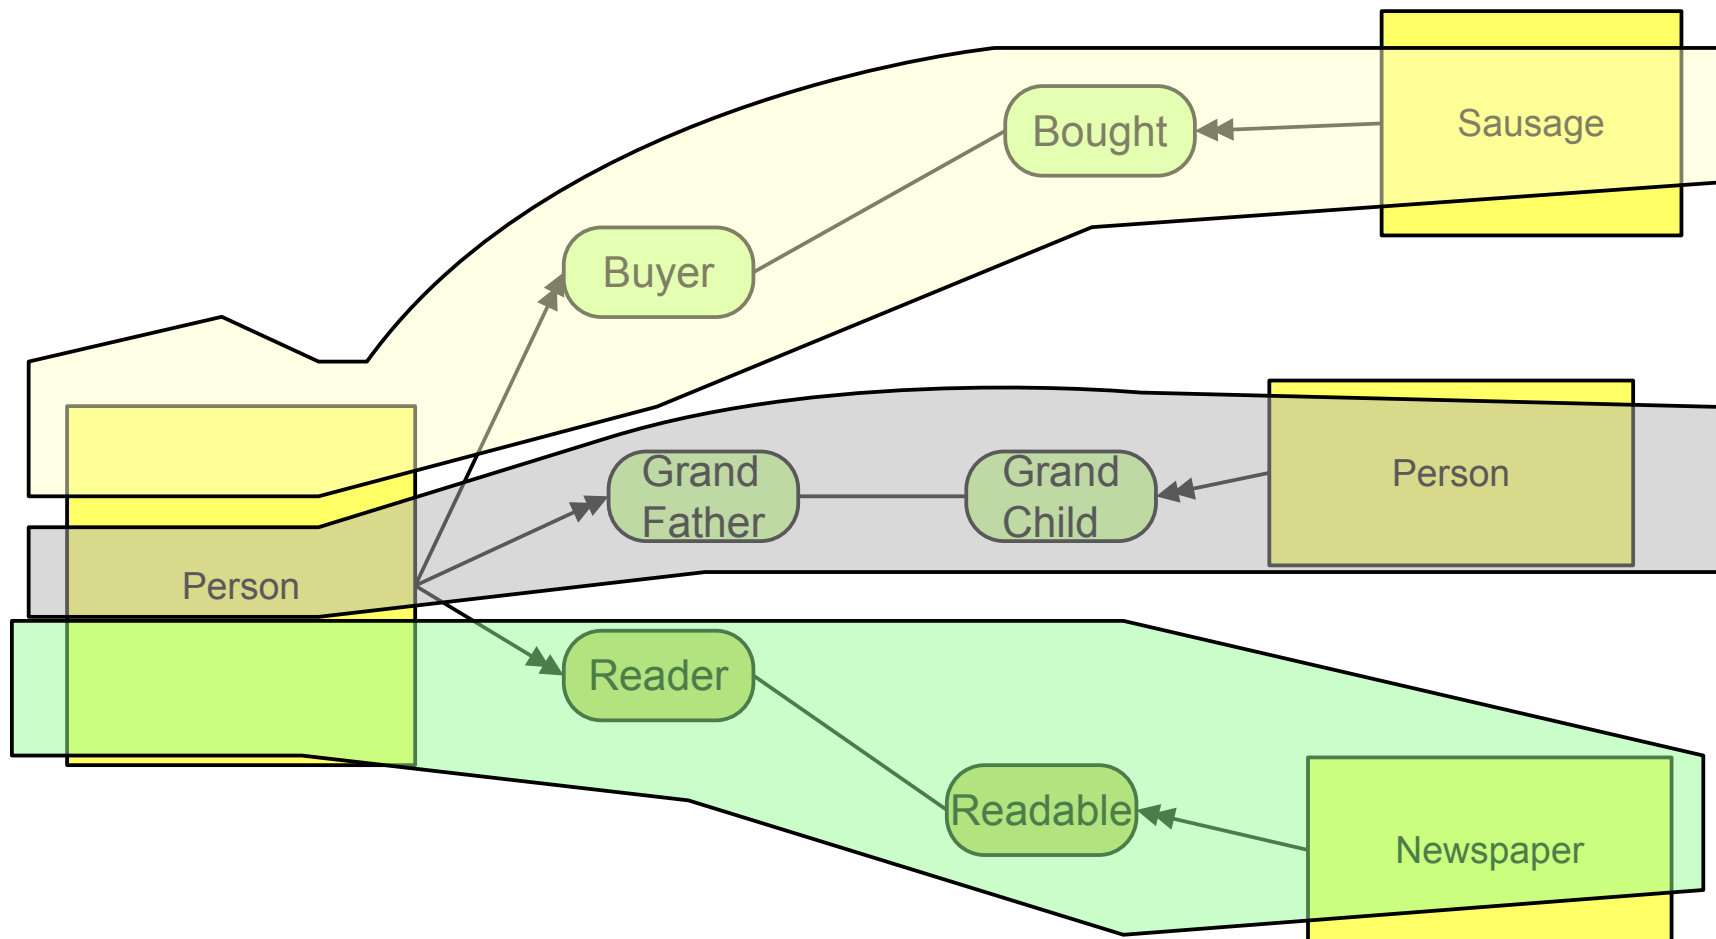 Sausage
Bought
Buyer
Grand
Father
Grand
Child
Person
Person
Reader
Readable
Newspaper